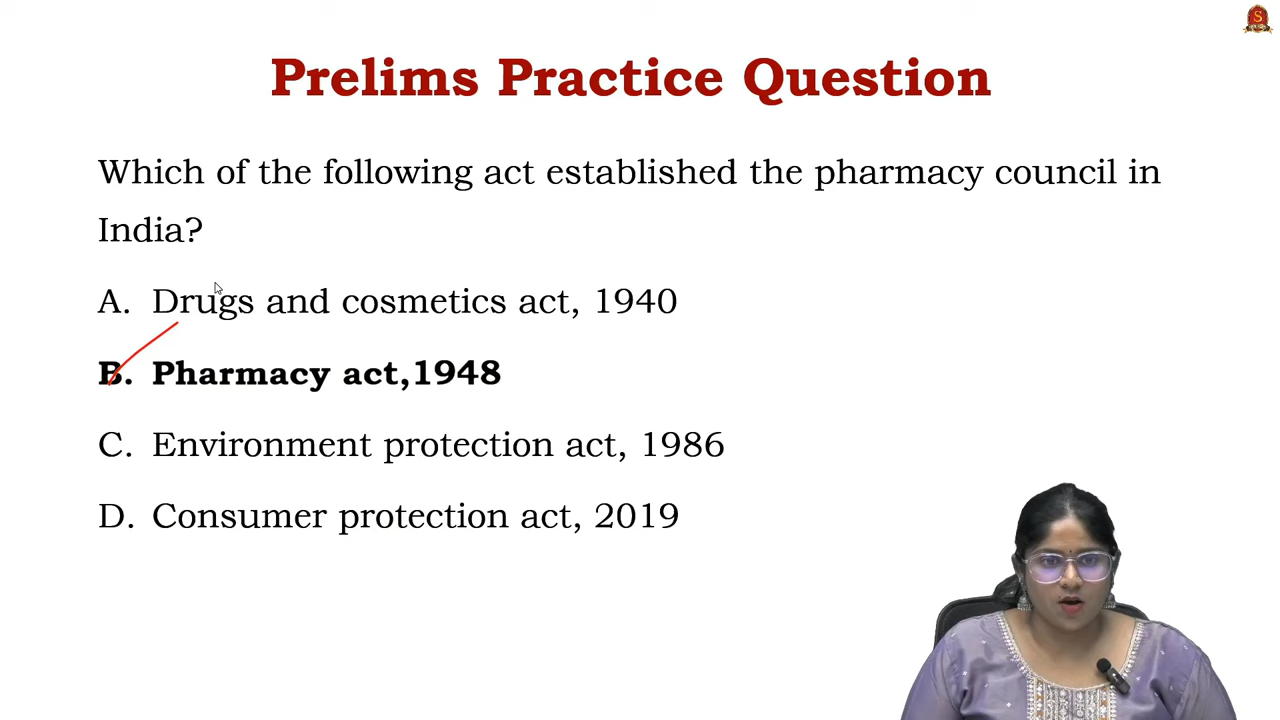 Prelims Practice Question
Which of the following act established the pharmacy council in
India?
A. Drugs and cosmetics act, 1940
B. Pharmacy act,1948
C. Environment protection act, 1986
D. Consumer protection act, 2019